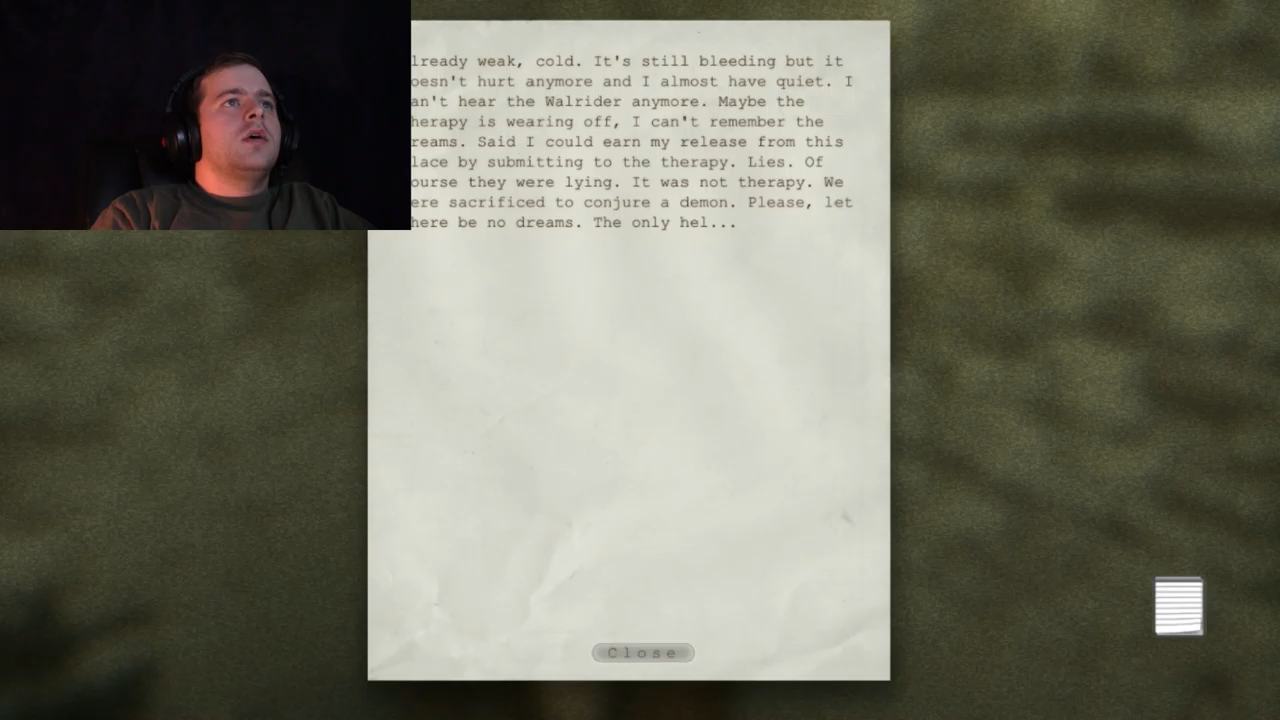 lready weak, cold. It's still bleeding but it
oesn't hurt anymore and I almost have quiet. I
an't hear the Walrider anymore. Maybe the
herapy is wearing off, I can't remember the
reams. Said I could earn my release from this
lace by submitting to the therapy. Lies. Of
ourse they were lying. It was not therapy. We
ere sacrificed to conjure a demon. Please, let
here be no dreams. The only hel...
Close